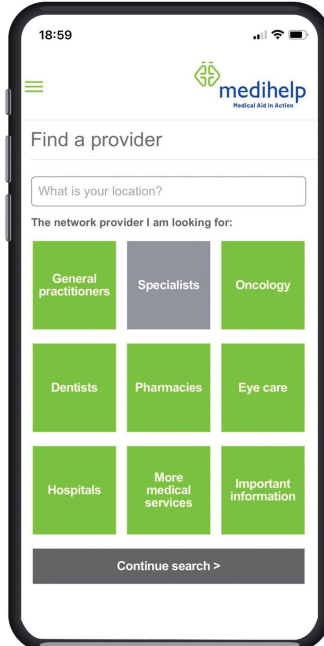 18:59
medihelp
Medical Aid in Action
Find a provider
What is your location?
The network provider I am looking for:
General
practitioners
Specialists
Oncology
Dentists
Pharmacies
Eye care
Hospitals
More
medical
services
Important
information
Continue search >